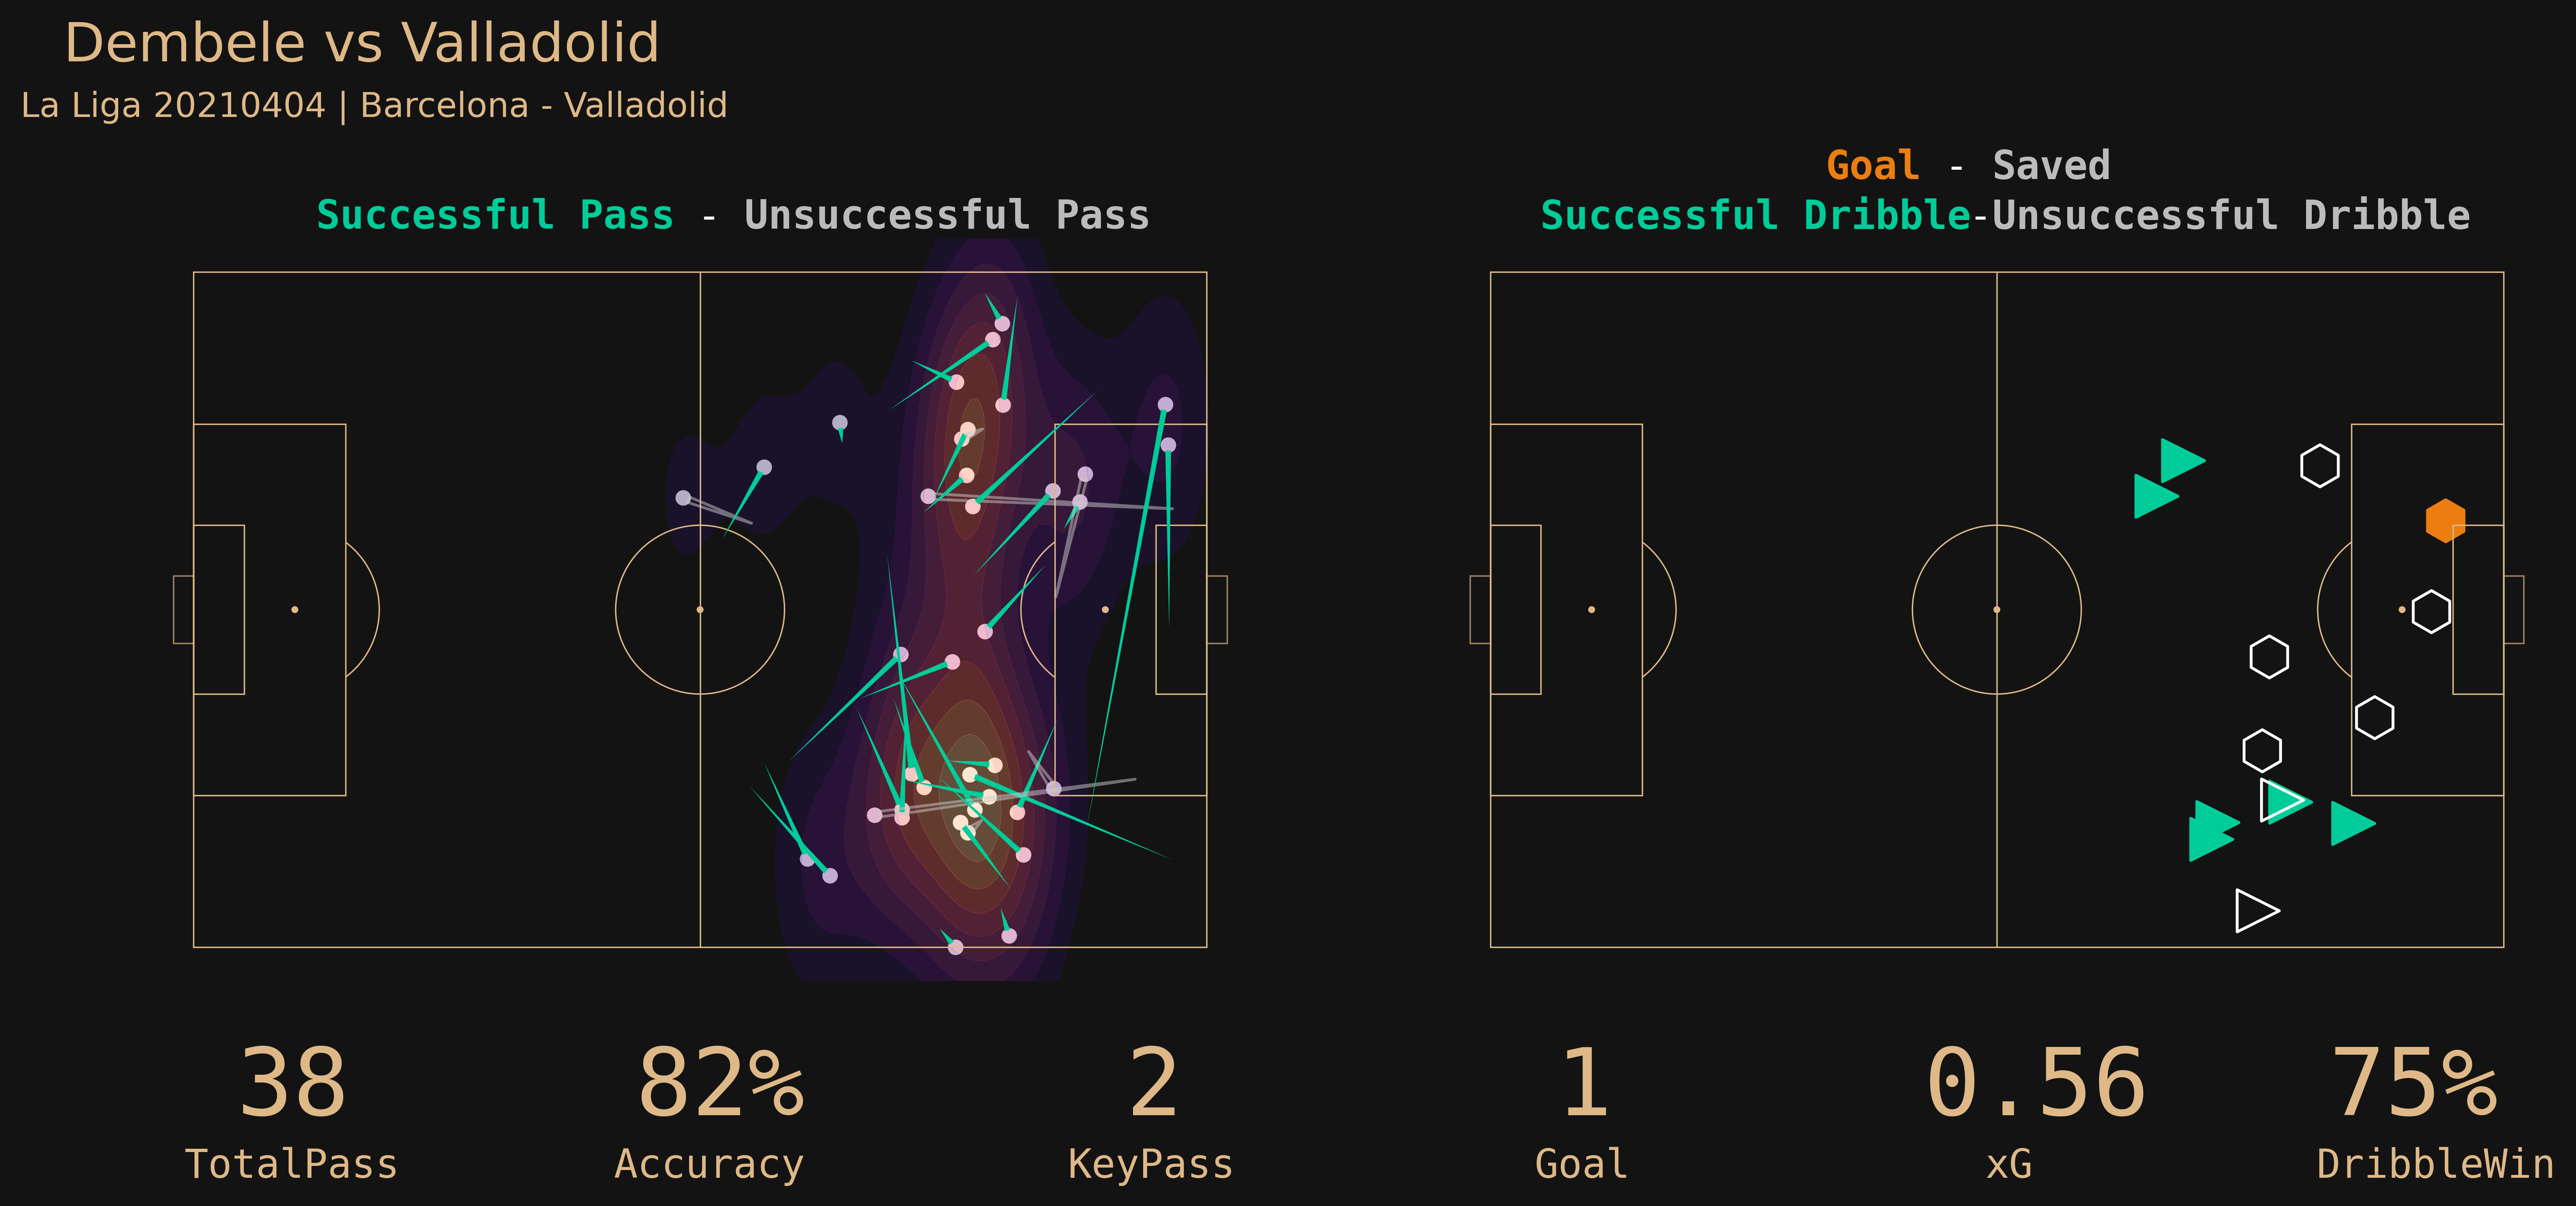 Dembele vs Valladolid
La Liga 20210404 | Barcelona - Valladolid
Successful Pass - Unsuccessful Pass
Goal - Saved
Successful Dribble-Unsuccessful Dribble
38
TotalPass
82%
Accuracy
2
KeyPass
1
Goal
0.56
xG
75%
DribbleWin